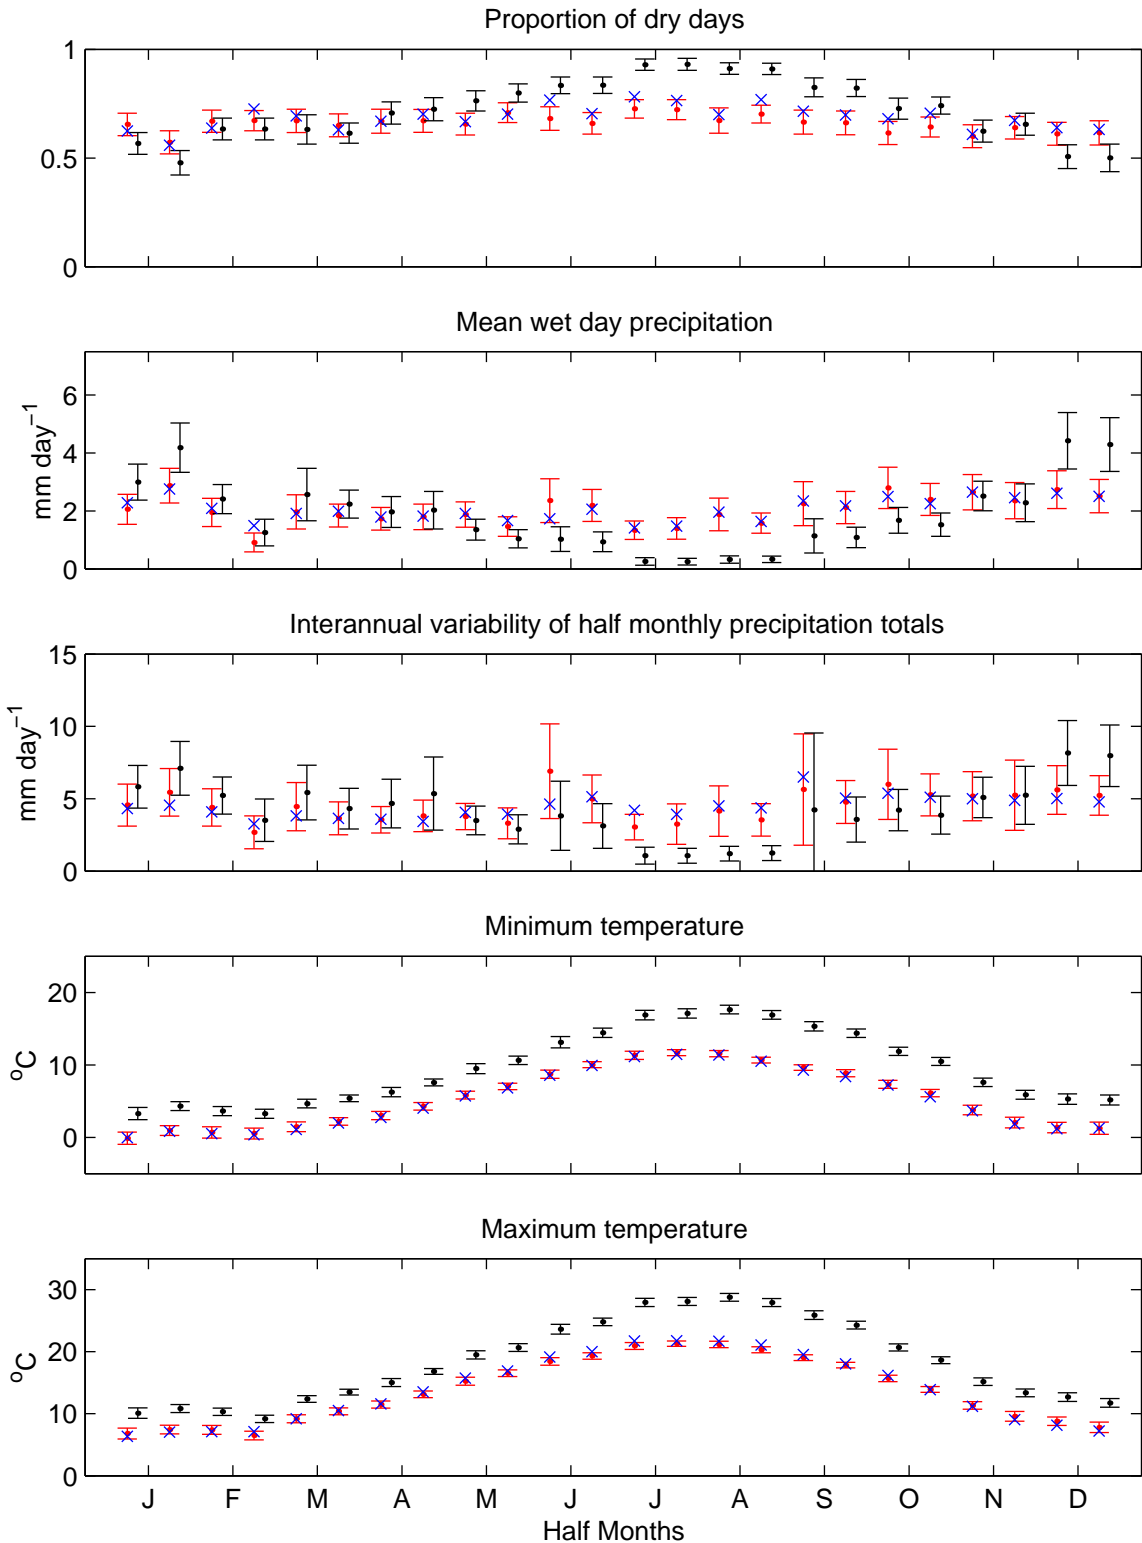 Proportion of dry days
1
0.5
0
Mean wet day precipitation
6
4
2
0
mm day⁻¹
Interannual variability of half monthly precipitation totals
15
10
5
0
mm day⁻¹
Minimum temperature
20
10
0
ºC
Maximum temperature
30
20
10
0
ºC
J F M A M J J A S O N D
Half Months